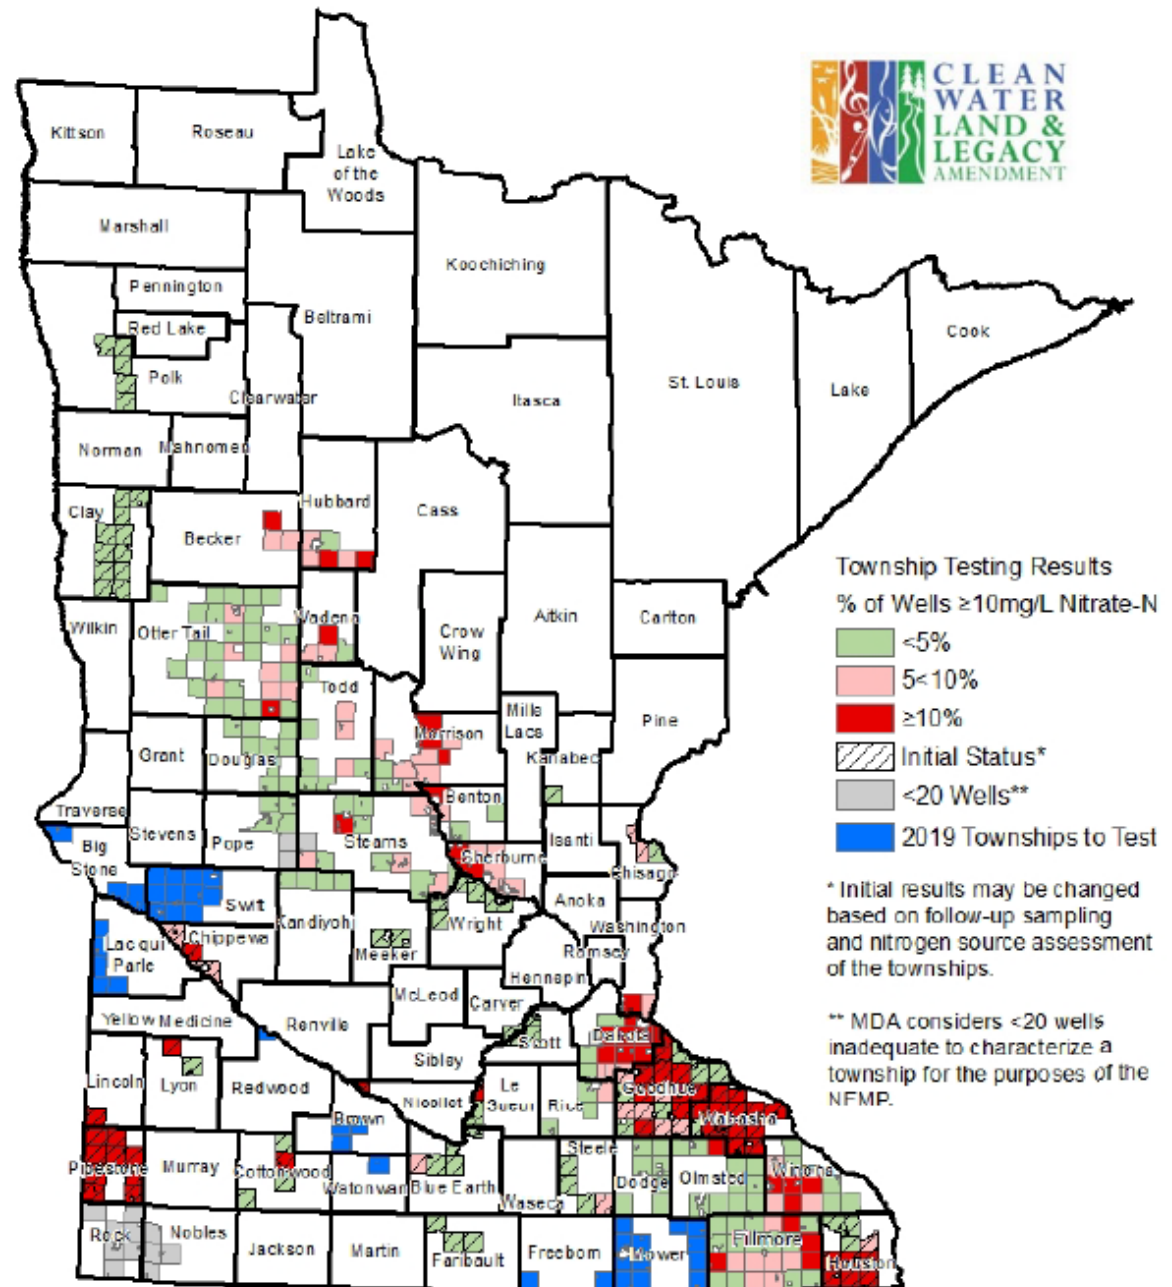 CLEAN
WATER
LAND &
LEGACY
AMENDMENT
Kittson
Roseau
Lake
of the
Woods
Marshall
Koochiching
Pennington
Beltrami
Red Lake
Cook
Polk
St. Louis
Lake
Clearwater
Itasca
Norman
Mahnomen
Hubbard
Clay
Cass
Becker
Township Testing Results
% of Wells ≥10mg/L Nitrate-N
<5%
5<10%
≥10%
Initial Status*
<20 Wells**
2019 Townships to Test
* Initial results may be changed
based on follow-up sampling
and nitrogen source assessment
of the townships.
** MDA considers <20 wells
inadequate to characterize a
township for the purposes of the
NFMP.
Wilkin
Otter Tail
Wadena
Crow
Wing
Aitkin
Carlton
Todd
Mills
Lacs
Pine
Morrison
Grant
Douglas
Kanabec
Benton
Traverse
Stevens
Pope
Stearns
Isanti
Big
Stone
Sherburne
Chisago
Swift
Kandiyohi
Anoka
Wright
Washington
Lac qui
Parle
Chippewa
Meeker
Ramsey
Hennepin
McLeod
Carver
Yellow Medicine
Renville
Scott
Dakota
Sibley
Lincoln
Lyon
Redwood
Le
Sueur
Rice
Goodhue
Nicollet
Brown
Wabasha
Steele
Pipestone
Murray
Cottonwood
Watonwan
Blue Earth
Waseca
Dodge
Olmsted
Winona
Rock
Nobles
Jackson
Martin
Faribault
Freeborn
Mower
Fillmore
Houston